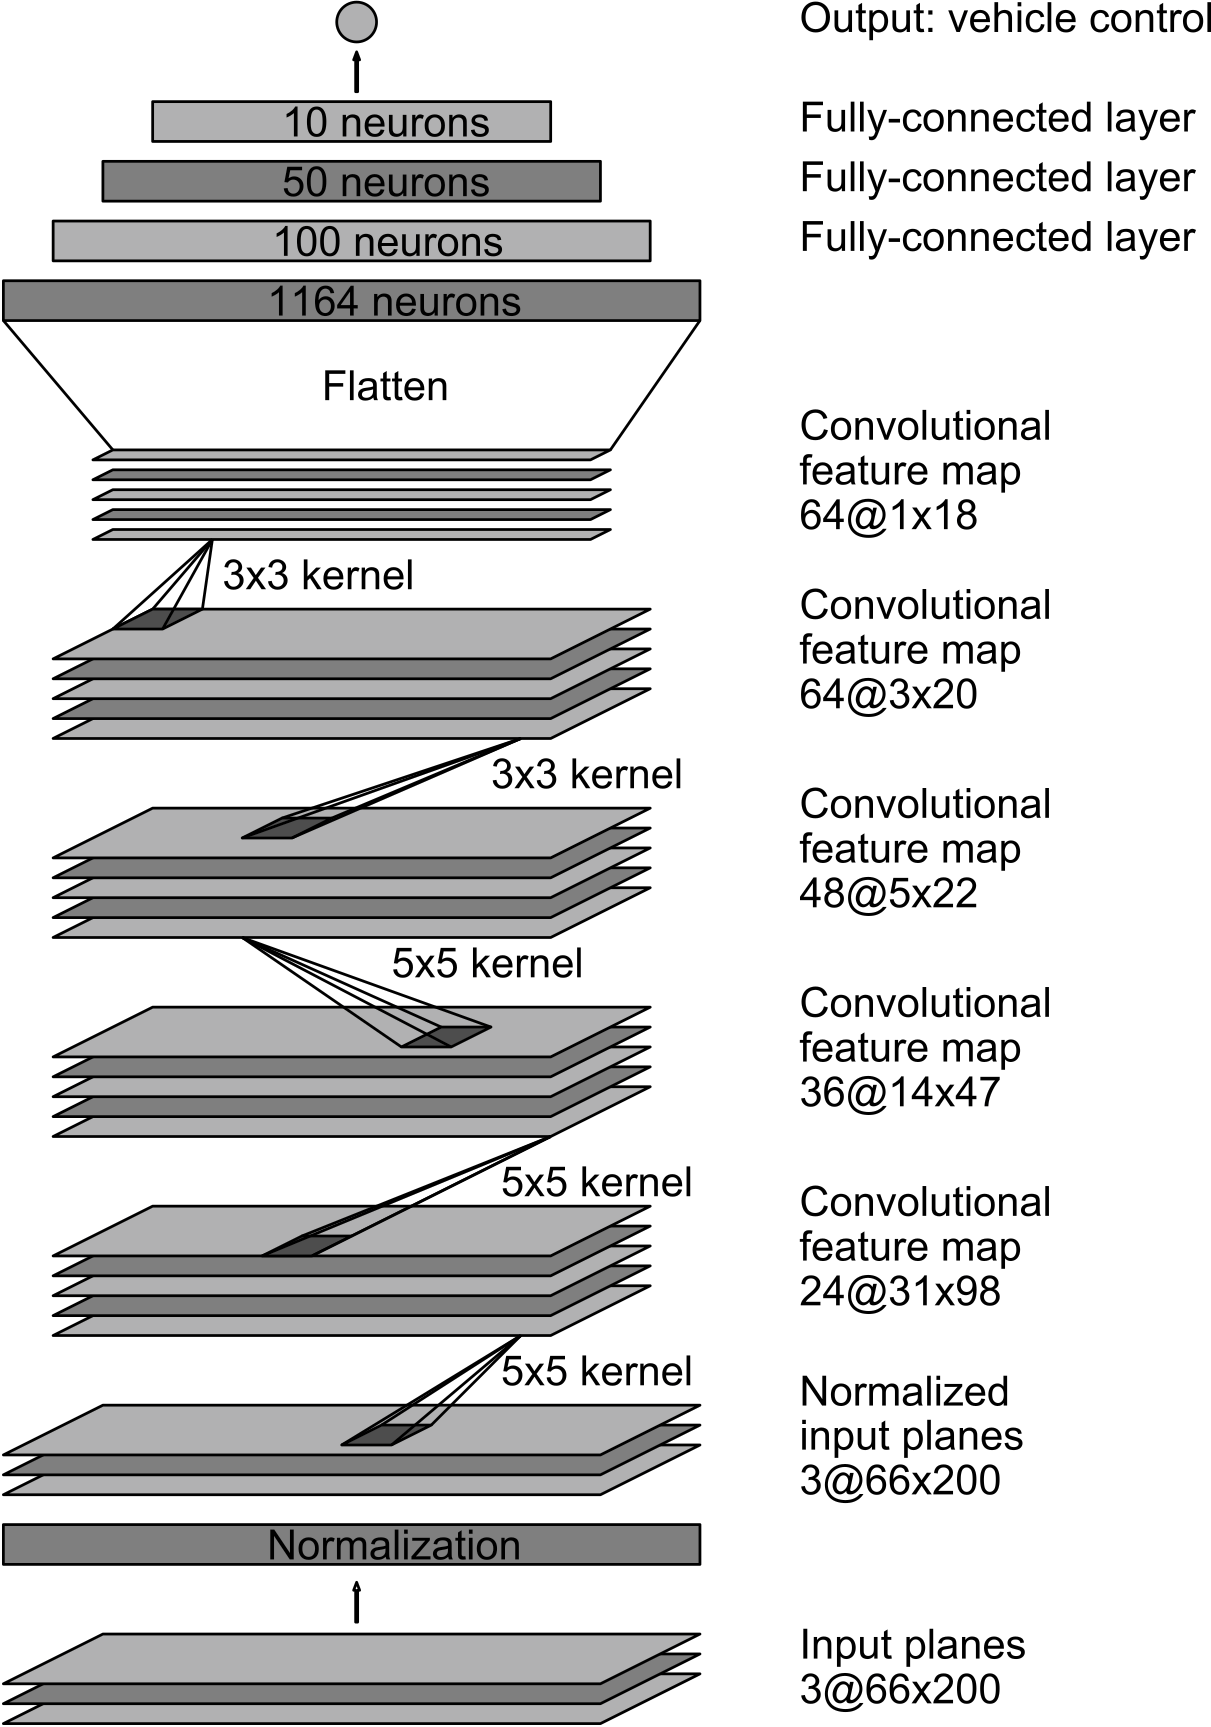 Output: vehicle control
10 neurons
Fully-connected layer
50 neurons
Fully-connected layer
100 neurons
Fully-connected layer
1164 neurons
Flatten
Convolutional
feature map
64@1x18
3x3 kernel
Convolutional
feature map
64@3x20
3x3 kernel
Convolutional
feature map
48@5x22
5x5 kernel
Convolutional
feature map
36@14x47
5x5 kernel
Convolutional
feature map
24@31x98
5x5 kernel
Normalized
input planes
3@66x200
Normalization
Input planes
3@66x200